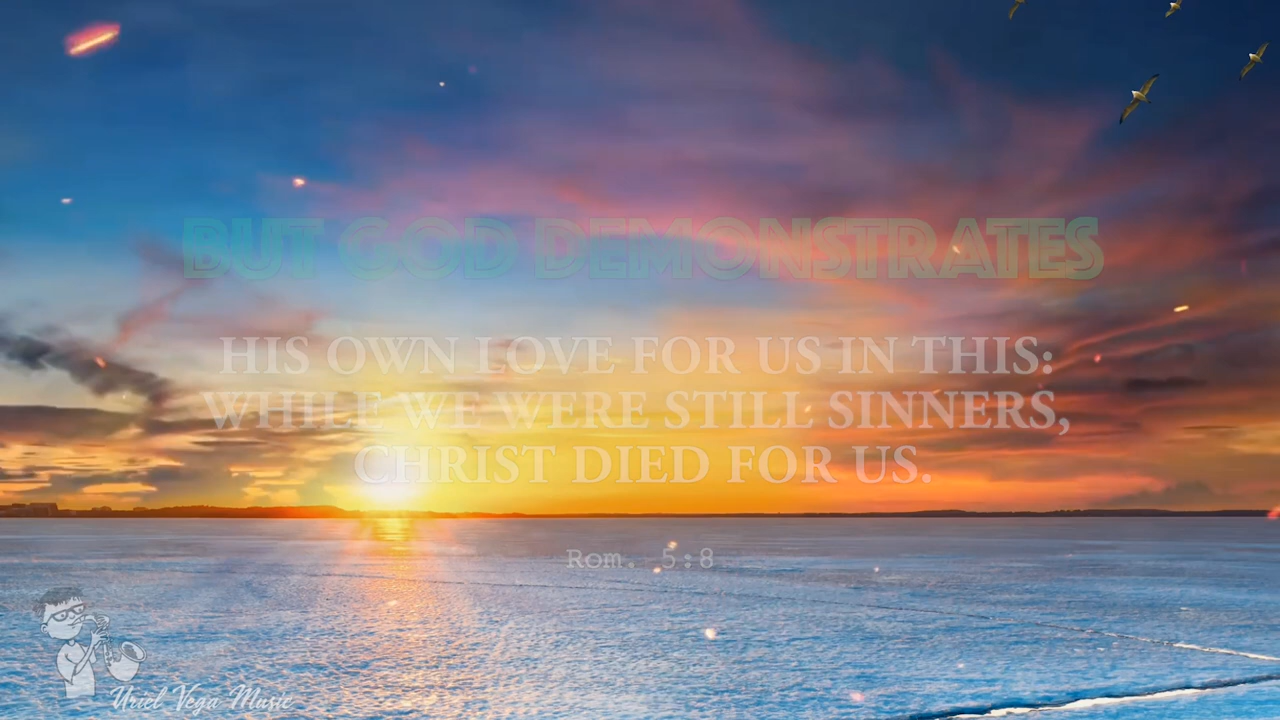 BUT GOD DEMONSTRATES
HIS OWN LOVE FOR US IN THIS:
WHILE WE WERE STILL SINNERS,
CHRIST DIED FOR US.
Rom. 5:8
Uriel Vega Music